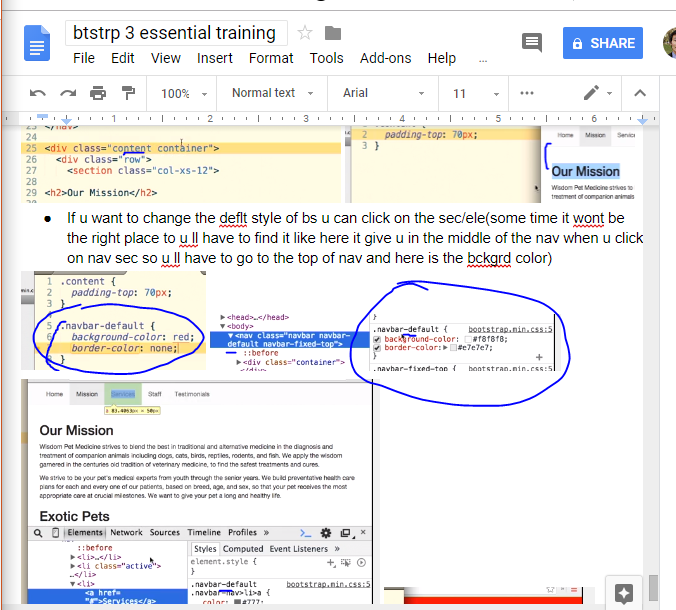 btstrp 3 essential training
File Edit View Insert Format Tools Add-ons Help ...
SHARE
100% Normal text Arial 11
1 2 3 4 5 6
24
25 <div class="content container">
26 <div class="row">
27 <section class="col-xs-12">
28
29 <h2>Our Mission</h2>
2 padding-top: 70px;
3 }
Home Mission Servic
Our Mission
Wisdom Pet Medicine strives to
treatment of companion animals
If u want to change the deflt style of bs u can click on the sec/ele(some time it wont be
the right place to u ll have to find it like here it give u in the middle of the nav when u click
on nav sec so u ll have to go to the top of nav and here is the bckgrd color)
1 .content {
2 padding-top: 70px;
3 }
5 .navbar-default {
6 background-color: red;
border-color: none;
}
<head>…</head>
<body>
<nav class="navbar navbar-
default navbar-fixed-top">
::before
<div class="container">
}
.navbar-default { bootstrap.min.css:5
background-color: #f8f8f8;
border-color: #e7e7e7;
}
.navbar-fixed-top { bootstrap.min.css:5
Home Mission Services Staff Testimonials
83.4063px × 50px
Our Mission
Wisdom Pet Medicine strives to blend the best in traditional and alternative medicine in the diagnosis and
treatment of companion animals including dogs, cats, birds, reptiles, rodents, and fish. We apply the wisdom
garnered in the centuries old tradition of veterinary medicine, to find the safest treatments and cures.
We strive to be your pet's medical experts from youth through the senior years. We build preventative health care
plans for each and every one of our patients, based on breed, age, and sex, so that your pet receives the most
appropriate care at crucial milestones. We want to give your pet a long and healthy life.
Exotic Pets
Elements Network Sources Timeline Profiles »
::before
<li>…</li>
<li class="active">
…</li>
<li>
<a href=
"#">Services</a>
Styles Computed Event Listeners »
element.style {
}
.navbar-default bootstrap.min.css:5
.navbar-nav>li>a {
color: #777;